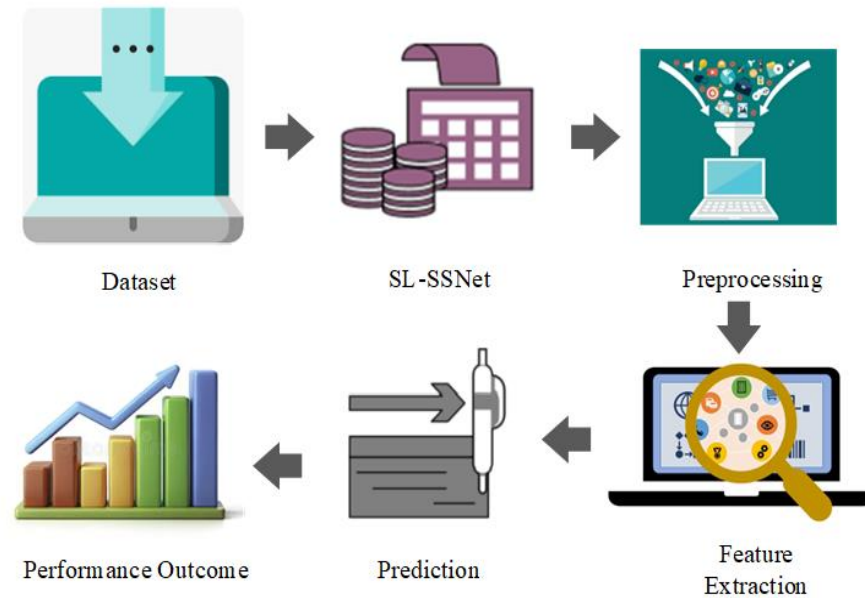 Dataset
SL-SSNet
Preprocessing
Performance Outcome
Prediction
Feature
Extraction